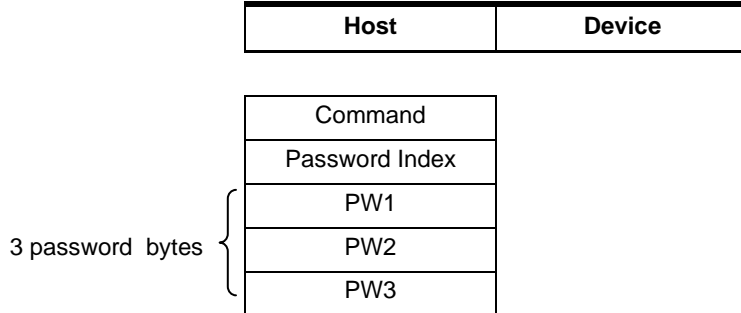 Host Device
Command
Password Index
PW1
3 password bytes PW2
PW3